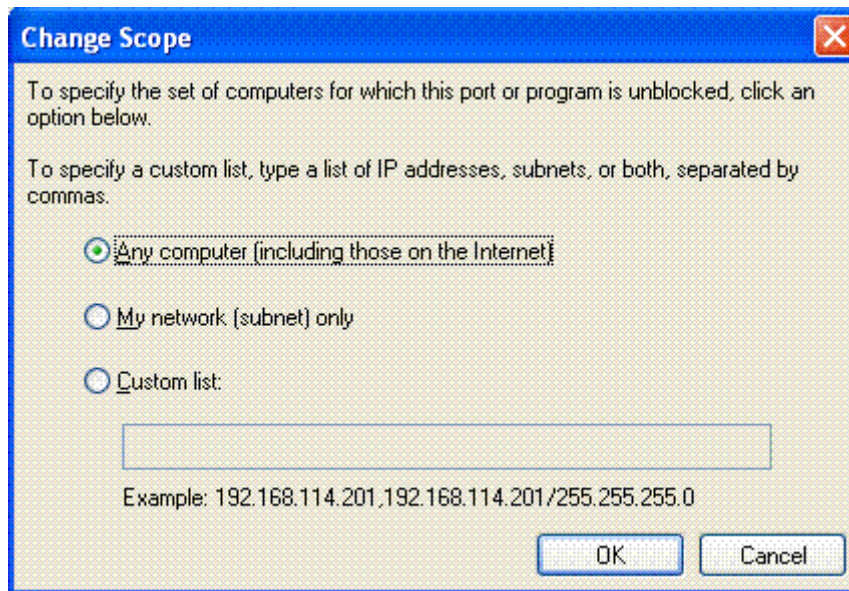 Change Scope
To specify the set of computers for which this port or program is unblocked, click an
option below.
To specify a custom list, type a list of IP addresses, subnets, or both, separated by
commas.
Any computer (including those on the Internet)
My network (subnet) only
Custom list:
Example: 192.168.114.201,192.168.114.201/255.255.255.0
OK
Cancel